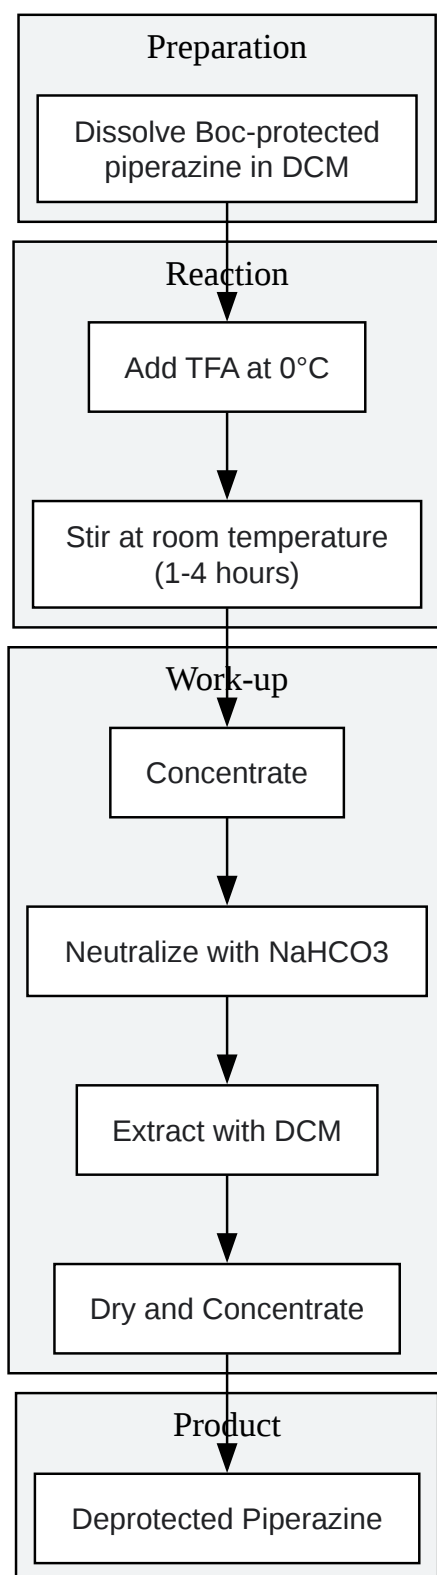 Preparation
Dissolve Boc-protected
piperazine in DCM
Reaction
Add TFA at 0°C
Stir at room temperature
(1-4 hours)
Work-up
Concentrate
Neutralize with NaHCO3
Extract with DCM
Dry and Concentrate
Product
Deprotected Piperazine